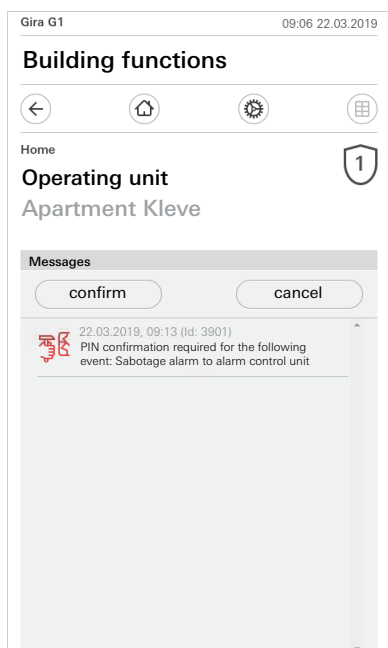 Gira G1 09:06 22.03.2019
Building functions
Home
1
Operating unit
Apartment Kleve
Messages
confirm cancel
22.03.2019, 09:13 (Id: 3901)
PIN confirmation required for the following
event: Sabotage alarm to alarm control unit